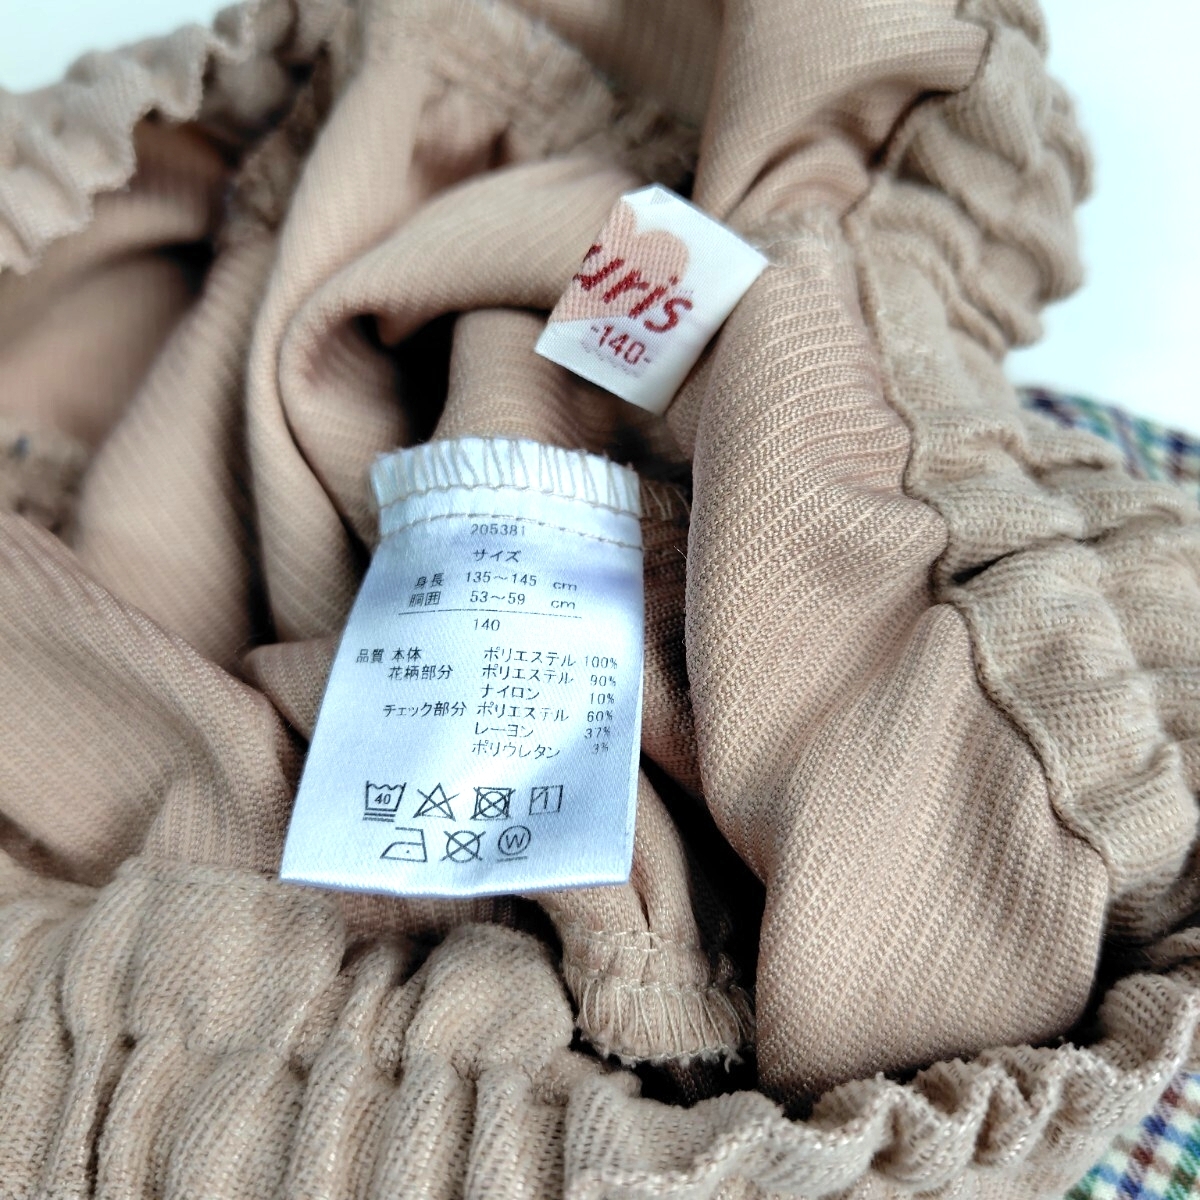 uris
-140-
205381
サイズ
身長 135～145 cm
胴囲 53～59 cm
140
品質 本体 ポリエステル 100%
花柄部分 ポリエステル 90%
ナイロン 10%
チェック部分 ポリエステル 60%
レーヨン 37%
ポリウレタン 3%
40
W